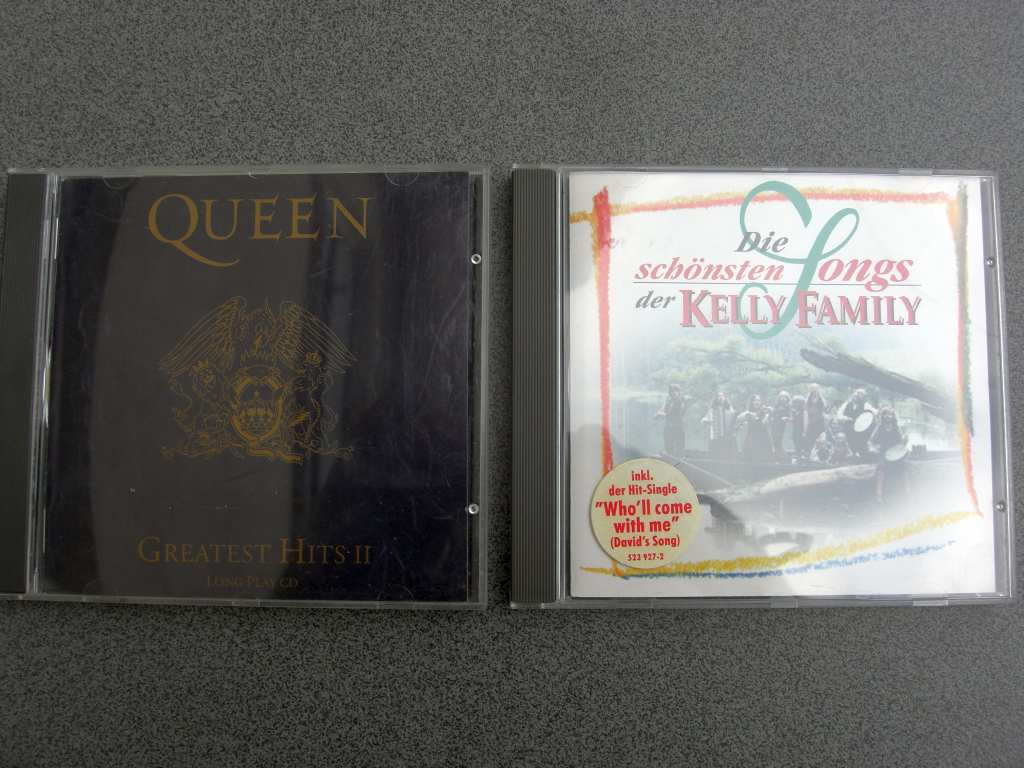 QUEEN
GREATEST HITS·II
LONG PLAY CD
Die
schönsten Songs
der KELLY FAMILY
inkl.
der Hit-Single
"Who'll come
with me"
(David's Song)
523 927-2